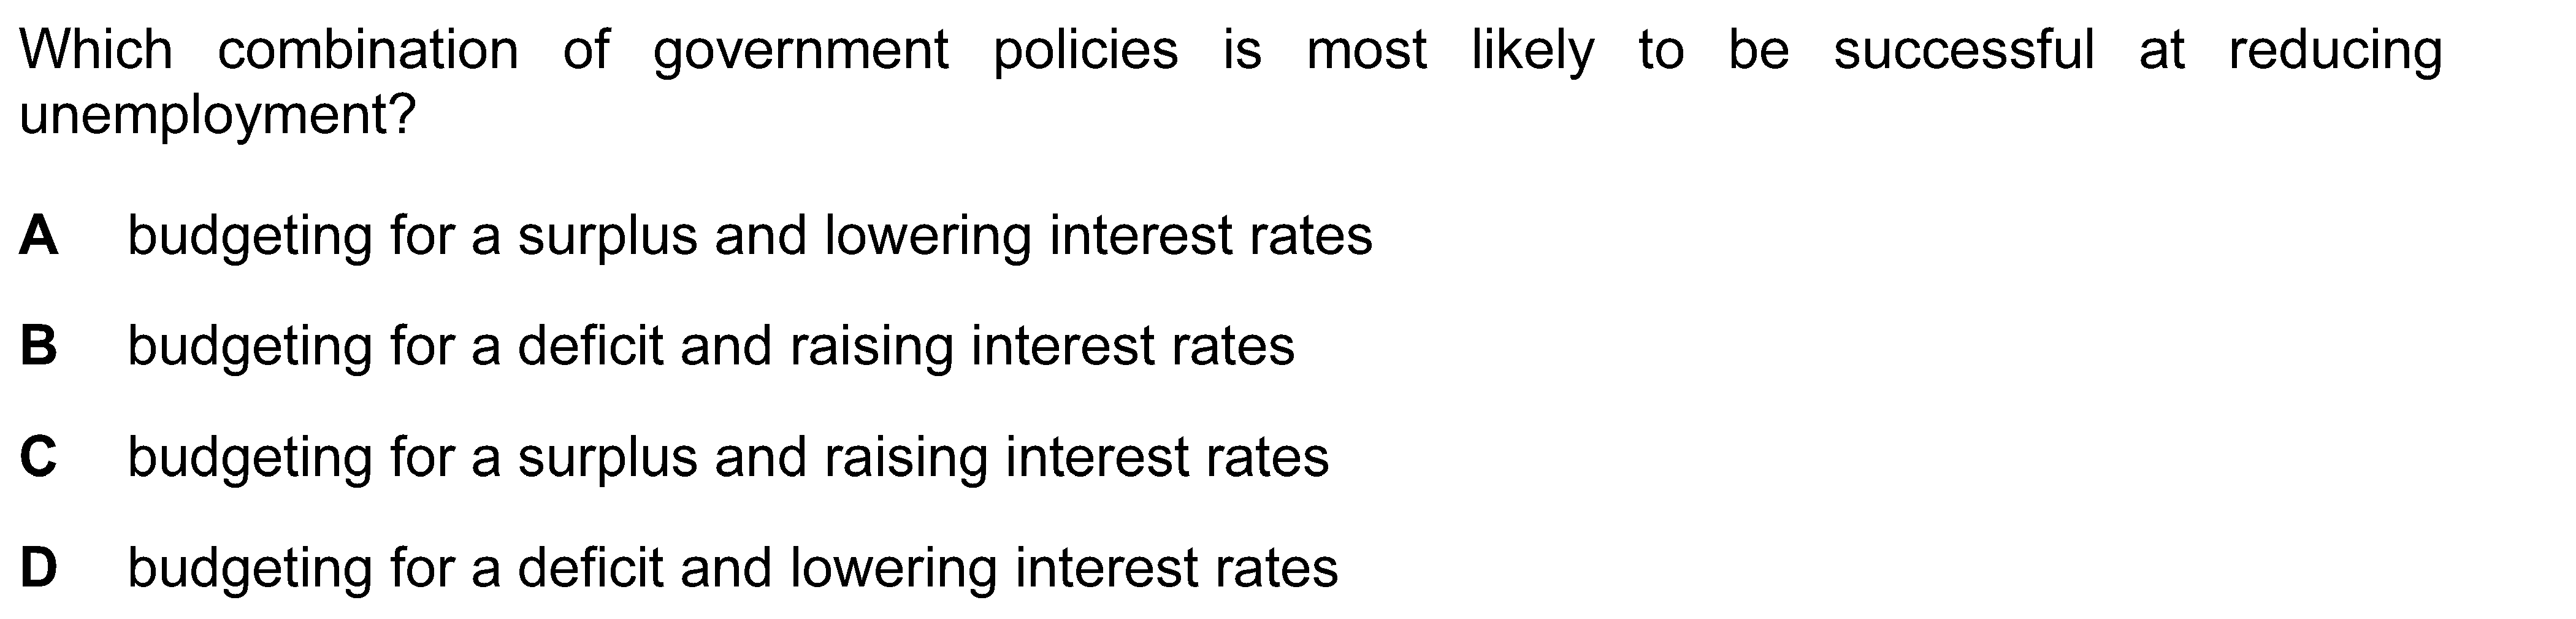 Which combination of government policies is most likely to be successful at reducing
unemployment?
A budgeting for a surplus and lowering interest rates
B budgeting for a deficit and raising interest rates
C budgeting for a surplus and raising interest rates
D budgeting for a deficit and lowering interest rates